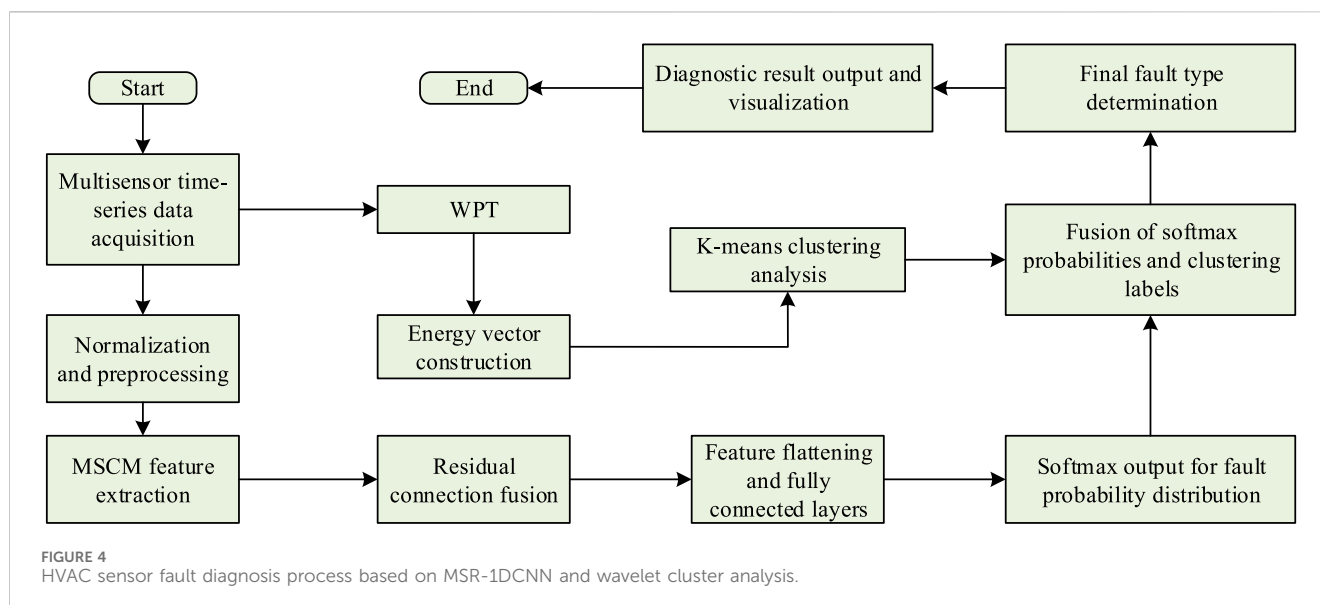 Start
End
Diagnostic result output and
visualization
Final fault type
determination
Multisensor time-
series data
acquisition
WPT
K-means clustering
analysis
Fusion of softmax
probabilities and clustering
labels
Normalization
and preprocessing
Energy vector
construction
MSCM feature
extraction
Residual
connection fusion
Feature flattening
and fully
connected layers
Softmax output for fault
probability distribution
FIGURE 4
HVAC sensor fault diagnosis process based on MSR-1DCNN and wavelet cluster analysis.